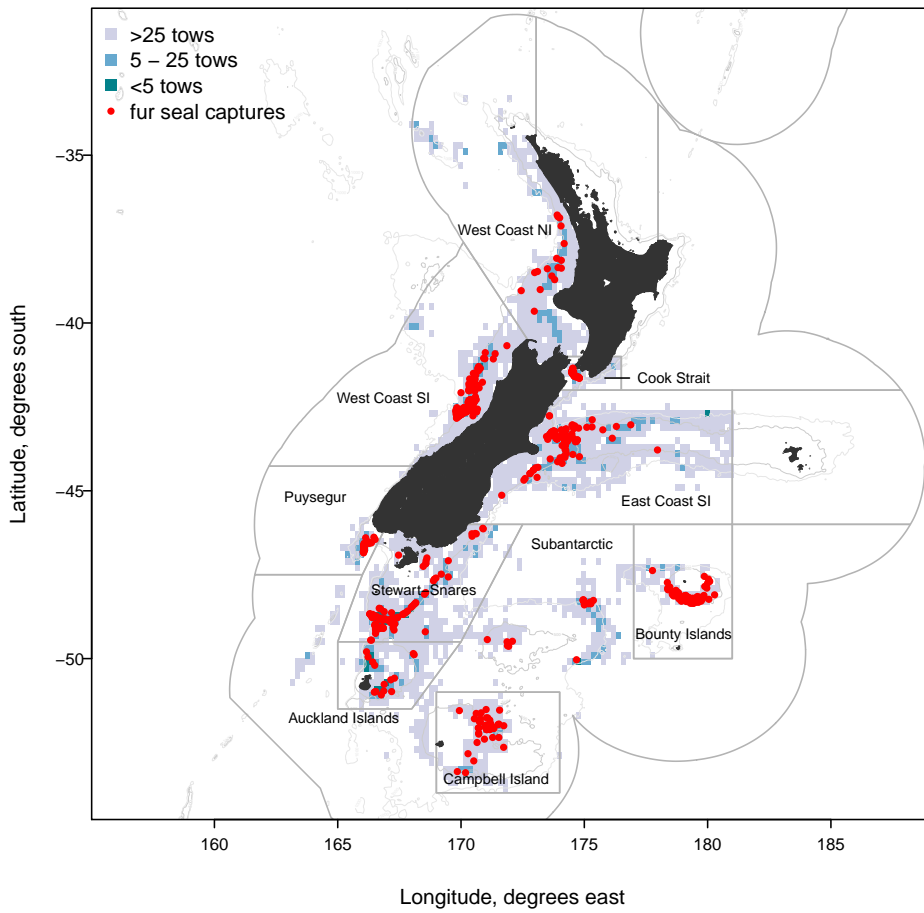 >25 tows
5 − 25 tows
<5 tows
fur seal captures
−35
−40
−45
−50
Latitude, degrees south
West Coast NI
Cook Strait
West Coast SI
Puysegur
East Coast SI
Subantarctic
Stewart− Snares
Bounty Islands
Auckland Islands
Campbell Island
160 165 170 175 180 185
Longitude, degrees east